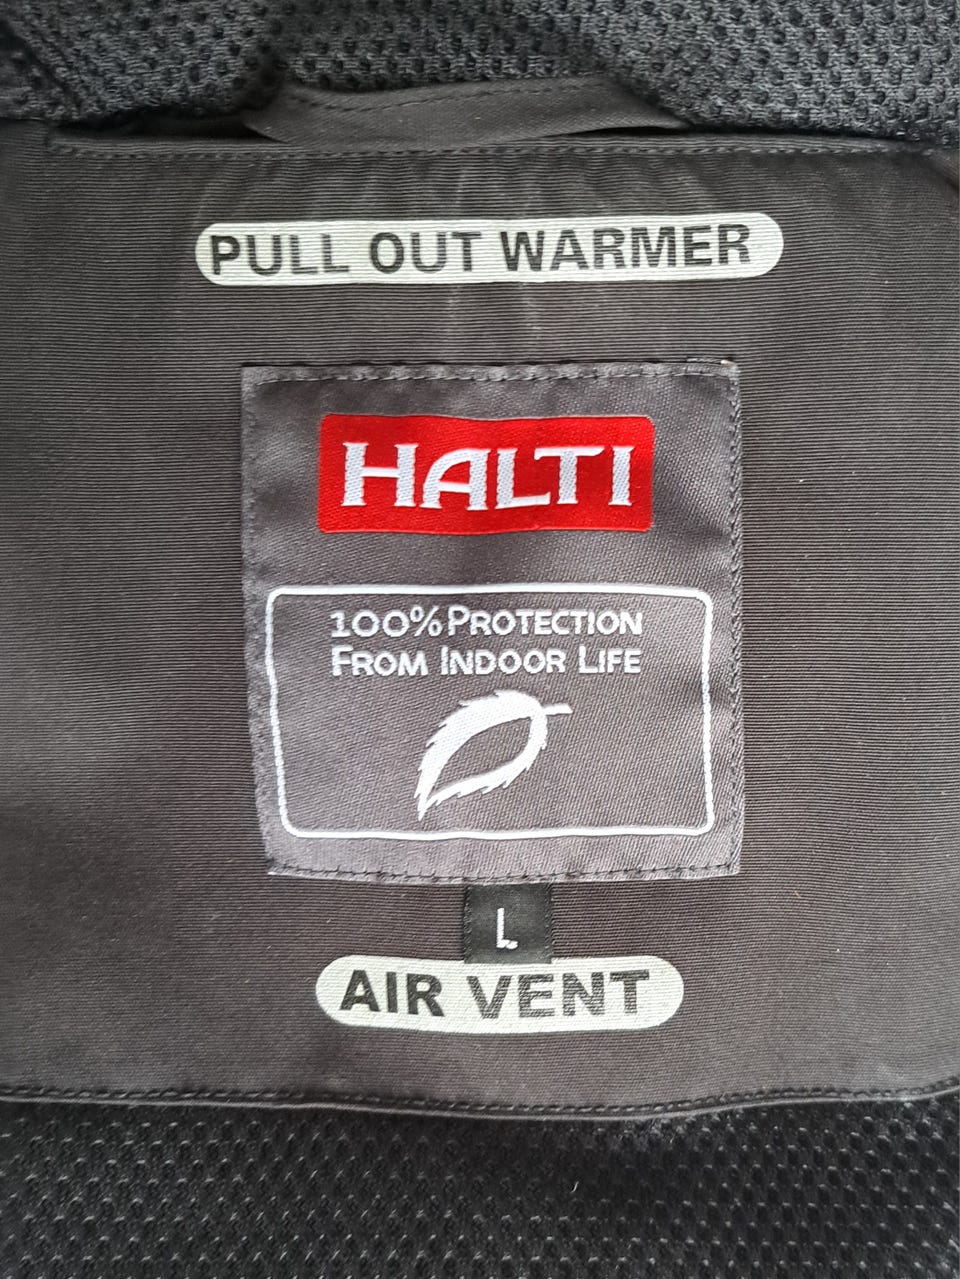 PULL OUT WARMER
HALTI
100% PROTECTION
FROM INDOOR LIFE
L
AIR VENT